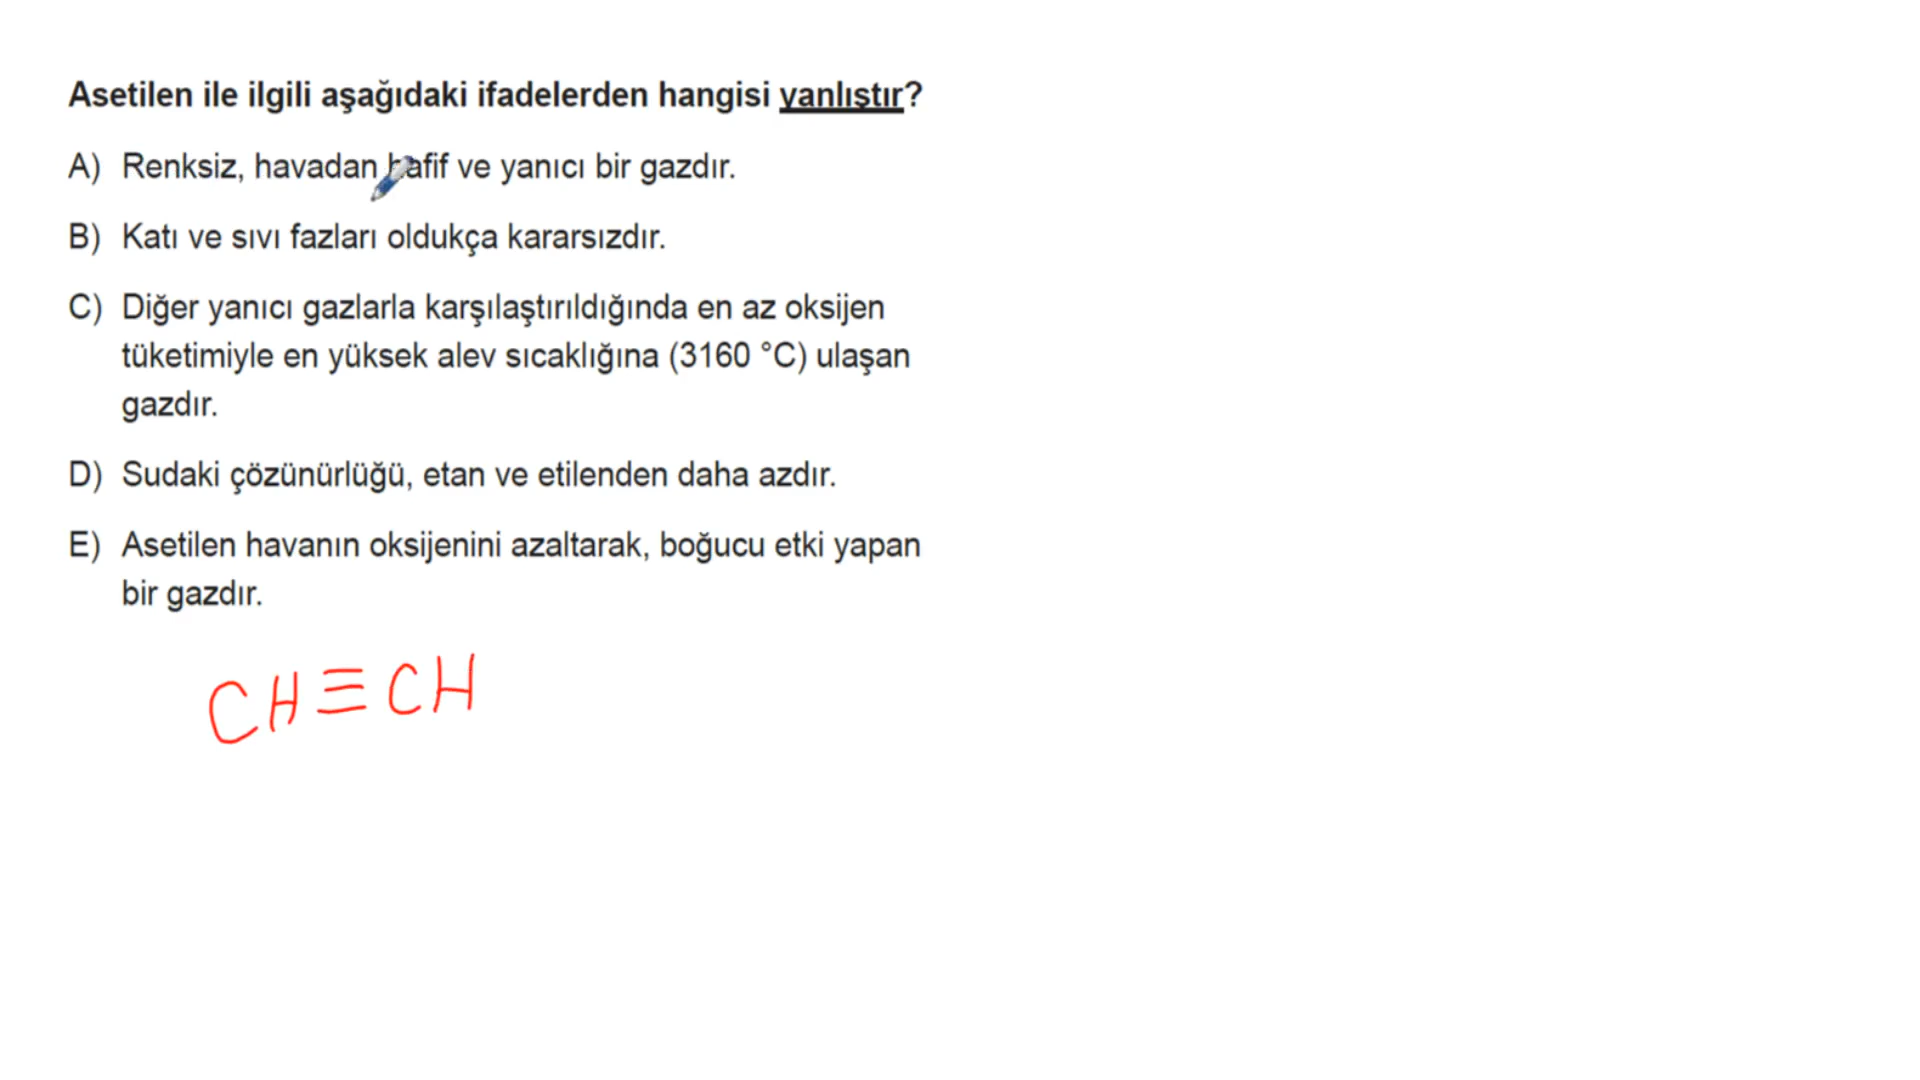 Asetilen ile ilgili aşağıdaki ifadelerden hangisi yanlıştır?
A) Renksiz, havadan hafif ve yanıcı bir gazdır.
B) Katı ve sıvı fazları oldukça kararsızdır.
C) Diğer yanıcı gazlarla karşılaştırıldığında en az oksijen
tüketimiyle en yüksek alev sıcaklığına (3160 °C) ulaşan
gazdır.
D) Sudaki çözünürlüğü, etan ve etilenden daha azdır.
E) Asetilen havanın oksijenini azaltarak, boğucu etki yapan
bir gazdır.
CH≡CH